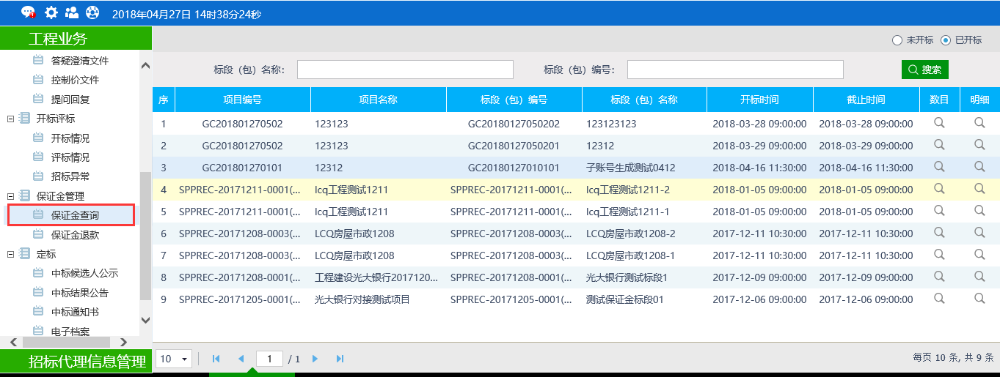 2018年04月27日 14时38分24秒
工程业务
答疑澄清文件
控制价文件
提问回复
开标评标
开标情况
评标情况
招标异常
保证金管理
保证金查询
保证金退款
定标
中标候选人公示
中标结果公告
中标通知书
电子档案
招标代理信息管理
未开标 已开标
标段（包）名称： 标段（包）编号： 搜索
序 项目编号 项目名称 标段（包）编号 标段（包）名称 开标时间 截止时间 数目 明细
1 GC201801270502 123123 GC20180127050202 123123123 2018-03-28 09:00:00 2018-03-28 09:00:00
2 GC201801270502 123123 GC20180127050201 12312 2018-03-29 09:00:00 2018-03-29 09:00:00
3 GC201801270101 12312 GC20180127010101 子账号生成测试0412 2018-04-16 11:30:00 2018-04-16 11:30:00
4 SPPREC-20171211-0001(... lcq工程测试1211 SPPREC-20171211-0001(... lcq工程测试1211-2 2018-01-05 09:00:00 2018-01-05 09:00:00
5 SPPREC-20171211-0001(... lcq工程测试1211 SPPREC-20171211-0001(... lcq工程测试1211-1 2018-01-05 09:00:00 2018-01-05 09:00:00
6 SPPREC-20171208-0003(... LCQ房屋市政1208 SPPREC-20171208-0003(... LCQ房屋市政1208-2 2017-12-11 10:30:00 2017-12-11 10:30:00
7 SPPREC-20171208-0003(... LCQ房屋市政1208 SPPREC-20171208-0003(... LCQ房屋市政1208-1 2017-12-11 10:30:00 2017-12-11 10:30:00
8 SPPREC-20171208-0001(... 工程建设光大银行2017120... SPPREC-20171208-0001(... 光大银行测试标段1 2017-12-09 09:00:00 2017-12-09 09:00:00
9 SPPREC-20171205-0001(... 光大银行对接测试项目 SPPREC-20171205-0001(... 测试保证金标段01 2017-12-06 09:00:00 2017-12-06 09:00:00
10 1 / 1 每页 10 条, 共 9 条